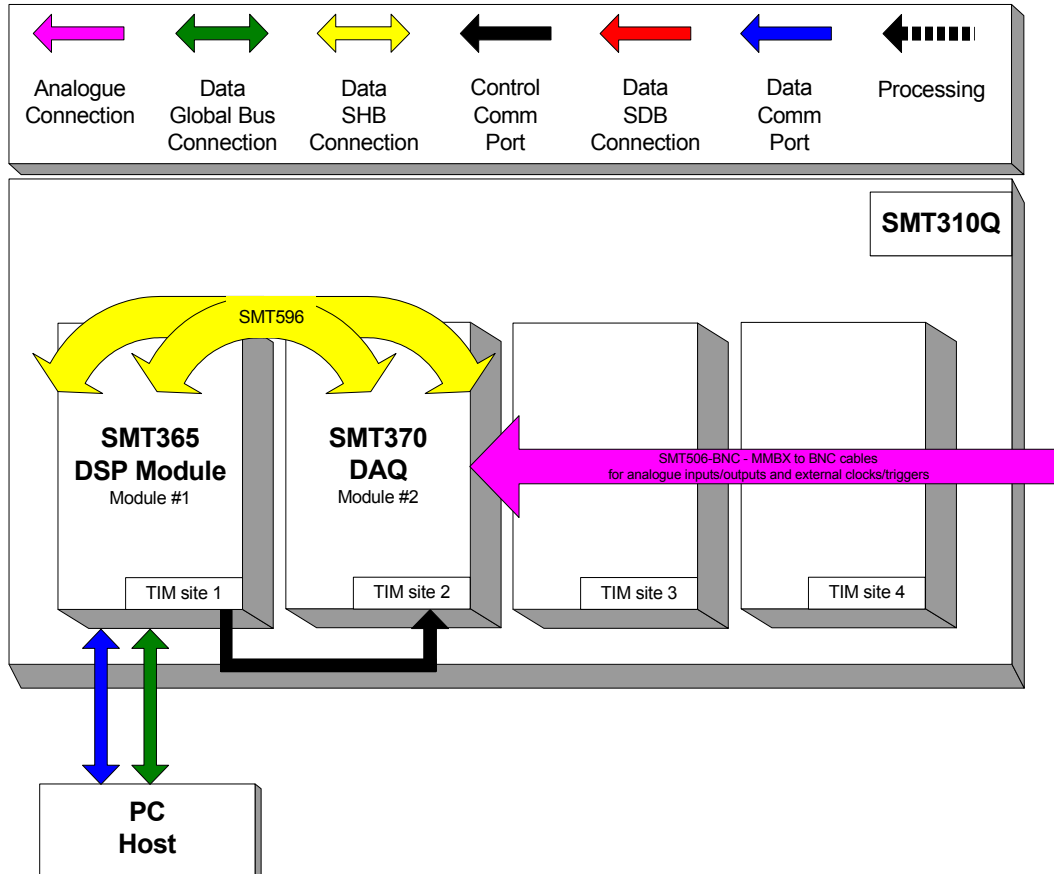 Analogue
Connection
Data
Global Bus
Connection
Data
SHB
Connection
Control
Comm
Port
Data
SDB
Connection
Data
Comm
Port
Processing
SMT310Q
SMT596
SMT365
DSP Module
Module #1
SMT370
DAQ
Module #2
SMT506-BNC - MMBX to BNC cables
for analogue inputs/outputs and external clocks/triggers
TIM site 1
TIM site 2
TIM site 3
TIM site 4
PC
Host